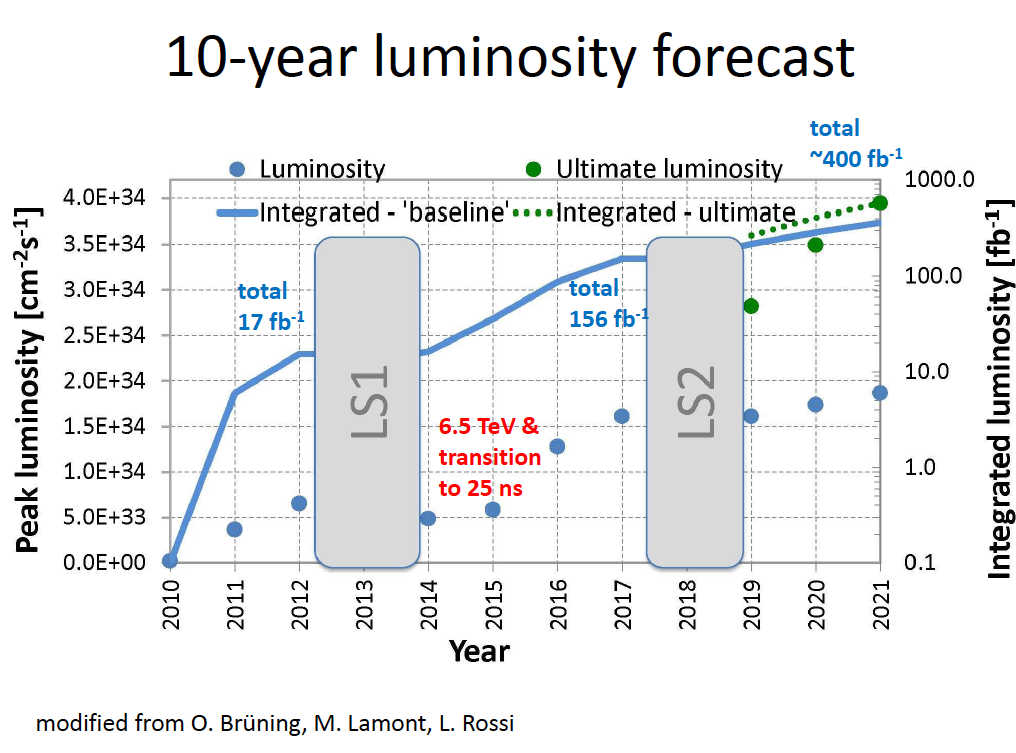 10-year luminosity forecast
total
~400 fb-1
Luminosity
Ultimate luminosity
Integrated - 'baseline'
Integrated - ultimate
Peak luminosity [cm-2s-1]
4.0E+34
3.5E+34
3.0E+34
2.5E+34
2.0E+34
1.5E+34
1.0E+34
5.0E+33
0.0E+00
total
17 fb-1
LS1
6.5 TeV &
transition
to 25 ns
total
156 fb-1
LS2
1000.0
100.0
10.0
1.0
0.1
Integrated luminosity [fb-1]
2010
2011
2012
2013
2014
2015
2016
2017
2018
2019
2020
2021
Year
modified from O. Brüning, M. Lamont, L. Rossi